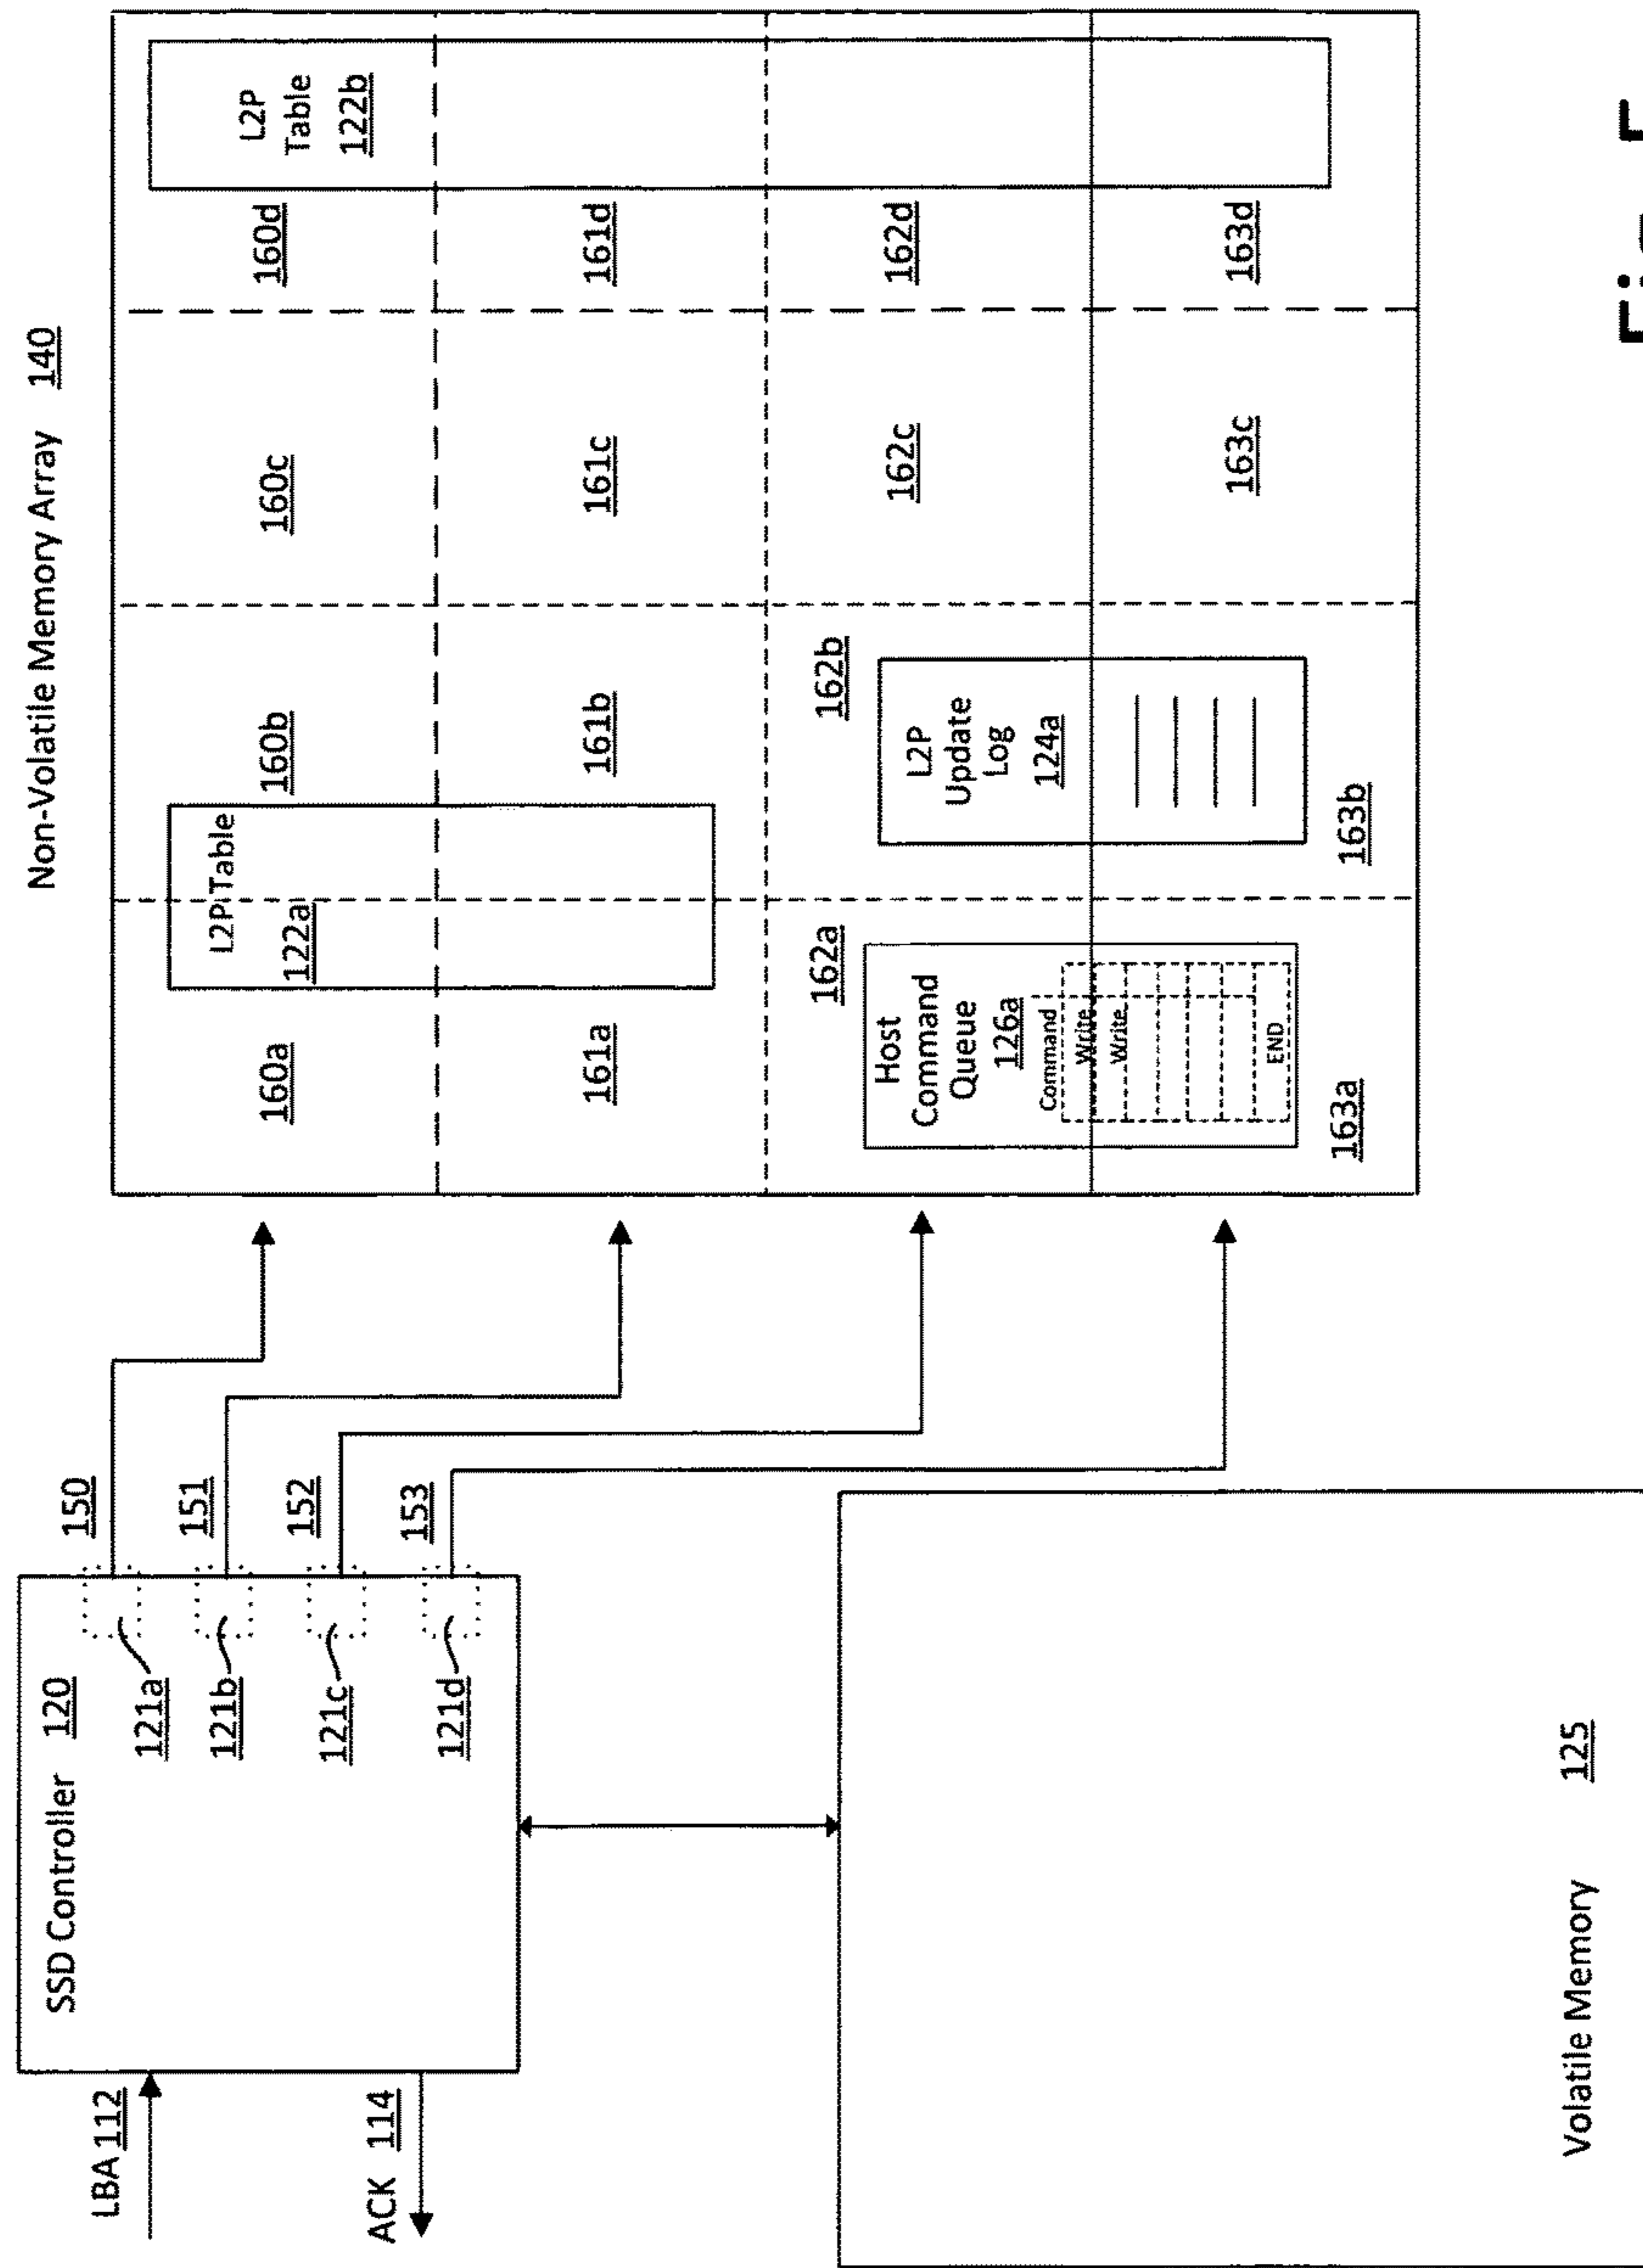 Non-Volatile Memory Array 140
LBA 112
ACK 114
SSD Controller 120
121a
121b
121c
121d
150
151
152
153
160a
L2P Table
122a
160b
160c
160d
L2P
Table
122b
161a
161b
161c
161d
162a
Host
Command
Queue
126a
Command
Write
Write
END
163a
162b
L2P
Update
Log
124a
163b
162c
162d
163c
163d
Volatile Memory 125